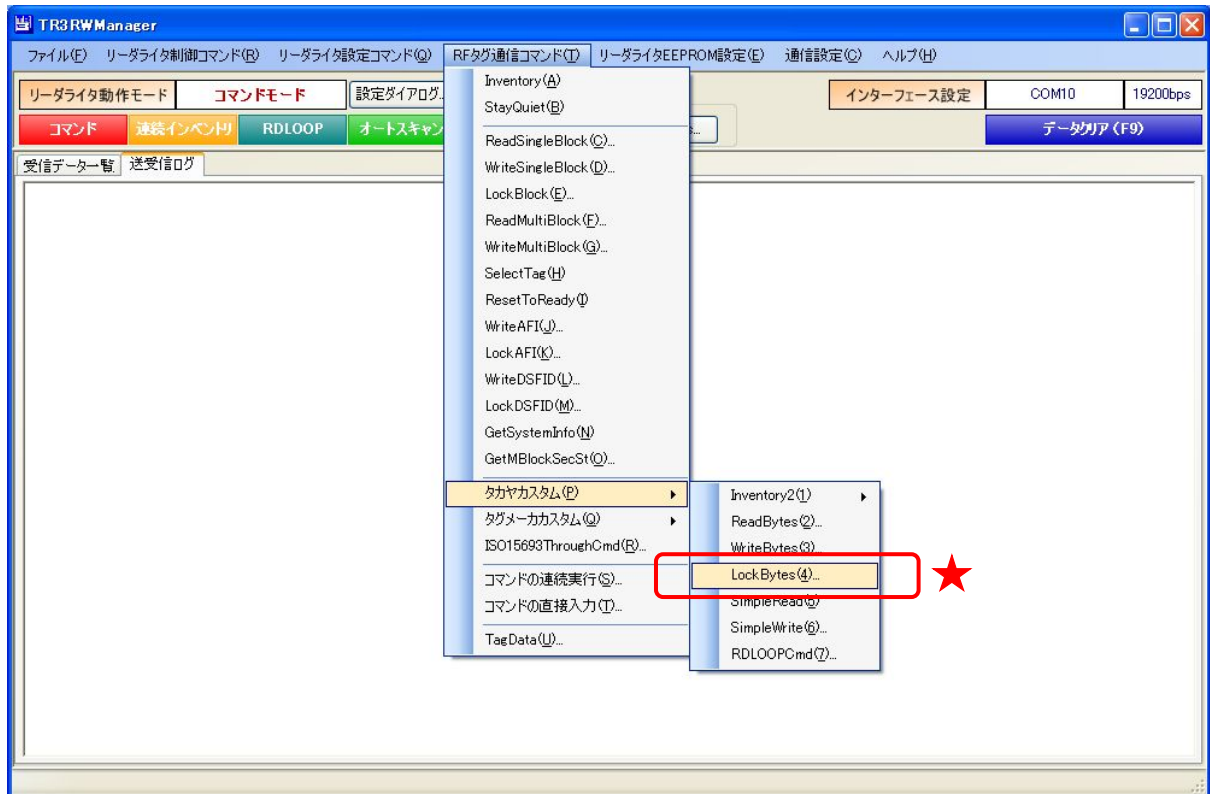 TR3RWManager
ファイル(F) リーダライタ制御コマンド(R) リーダライタ設定コマンド(Q) RFタグ通信コマンド(T) リーダライタEEPROM設定(E) 通信設定(C) ヘルプ(H)
リーダライタ動作モード コマンドモード 設定ダイアログ... インターフェース設定 COM10 19200bps
コマンド 連続インベントリ RDLOOP オートスキャン データクリア (F9)
受信データ一覧 送受信ログ
Inventory(A)
StayQuiet(B)
ReadSingleBlock(C)...
WriteSingleBlock(D)...
LockBlock(E)...
ReadMultiBlock(F)...
WriteMultiBlock(G)...
SelectTag(H)
ResetToReady(I)
WriteAFI(J)...
LockAFI(K)...
WriteDSFID(L)...
LockDSFID(M)...
GetSystemInfo(N)
GetMBlockSecSt(O)...
タカヤカスタム(P)
タグメーカカスタム(Q)
ISO15693ThroughCmd(R)...
コマンドの連続実行(S)...
コマンドの直接入力(T)...
TagData(U)...
Inventory2(1)
ReadBytes(2)...
WriteBytes(3)...
LockBytes(4)...
SimpleRead(5)
SimpleWrite(6)...
RDLOOPCmd(7)...